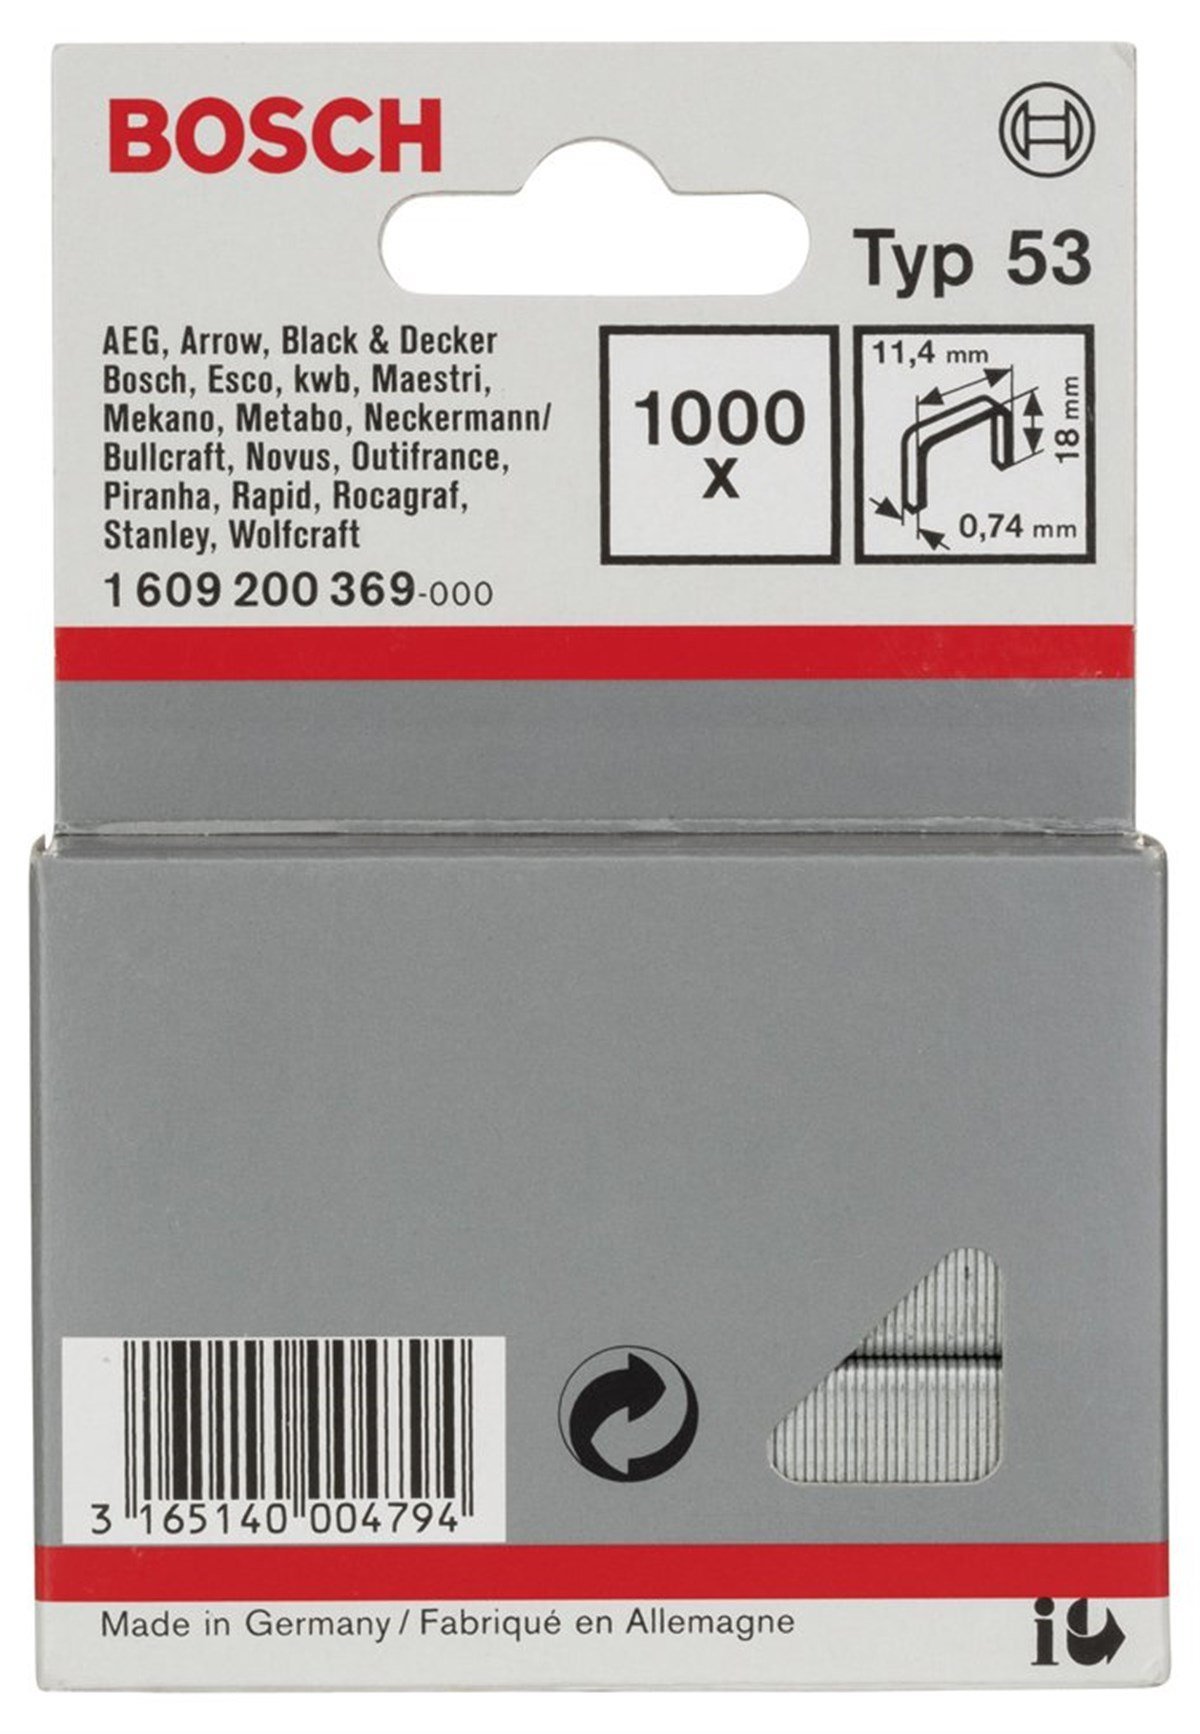 BOSCH
Typ 53
AEG, Arrow, Black & Decker
Bosch, Esco, kwb, Maestri,
Mekano, Metabo, Neckermann/
Bullcraft, Novus, Outifrance,
Piranha, Rapid, Rocagraf,
Stanley, Wolfcraft
1 609 200 369-000
1000
x
11,4 mm
18 mm
0,74 mm
3 165140 004794
Made in Germany / Fabriqué en Allemagne